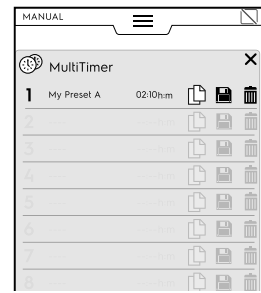 MANUAL
MultiTimer
1 My Preset A 02:10h:m
2 ---- --:--h:m
3 ---- --:--h:m
4 ---- --:--h:m
5 ---- --:--h:m
6 ---- --:--h:m
7 ---- --:--h:m
8 ---- --:--h:m